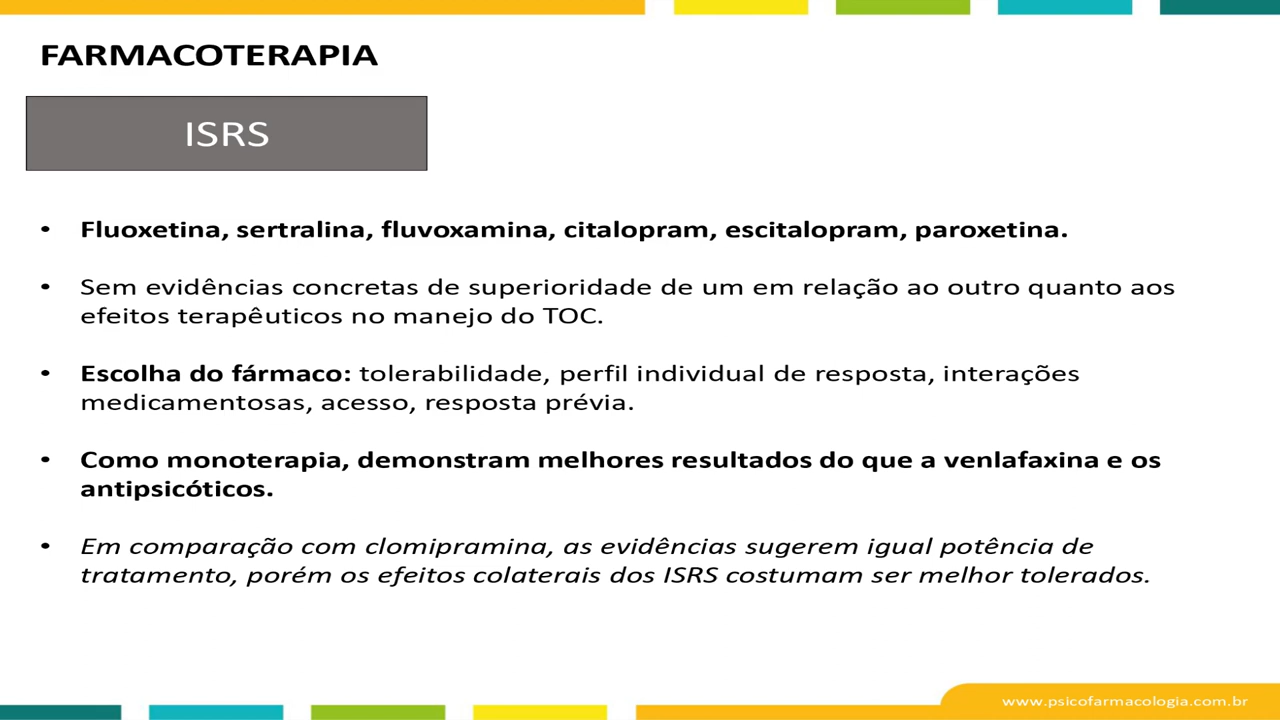 FARMACOTERAPIA
ISRS
• Fluoxetina, sertralina, fluvoxamina, citalopram, escitalopram, paroxetina.
• Sem evidências concretas de superioridade de um em relação ao outro quanto aos
efeitos terapêuticos no manejo do TOC.
• Escolha do fármaco: tolerabilidade, perfil individual de resposta, interações
medicamentosas, acesso, resposta prévia.
• Como monoterapia, demonstram melhores resultados do que a venlafaxina e os
antipsicóticos.
• Em comparação com clomipramina, as evidências sugerem igual potência de
tratamento, porém os efeitos colaterais dos ISRS costumam ser melhor tolerados.
www.psicofarmacologia.com.br